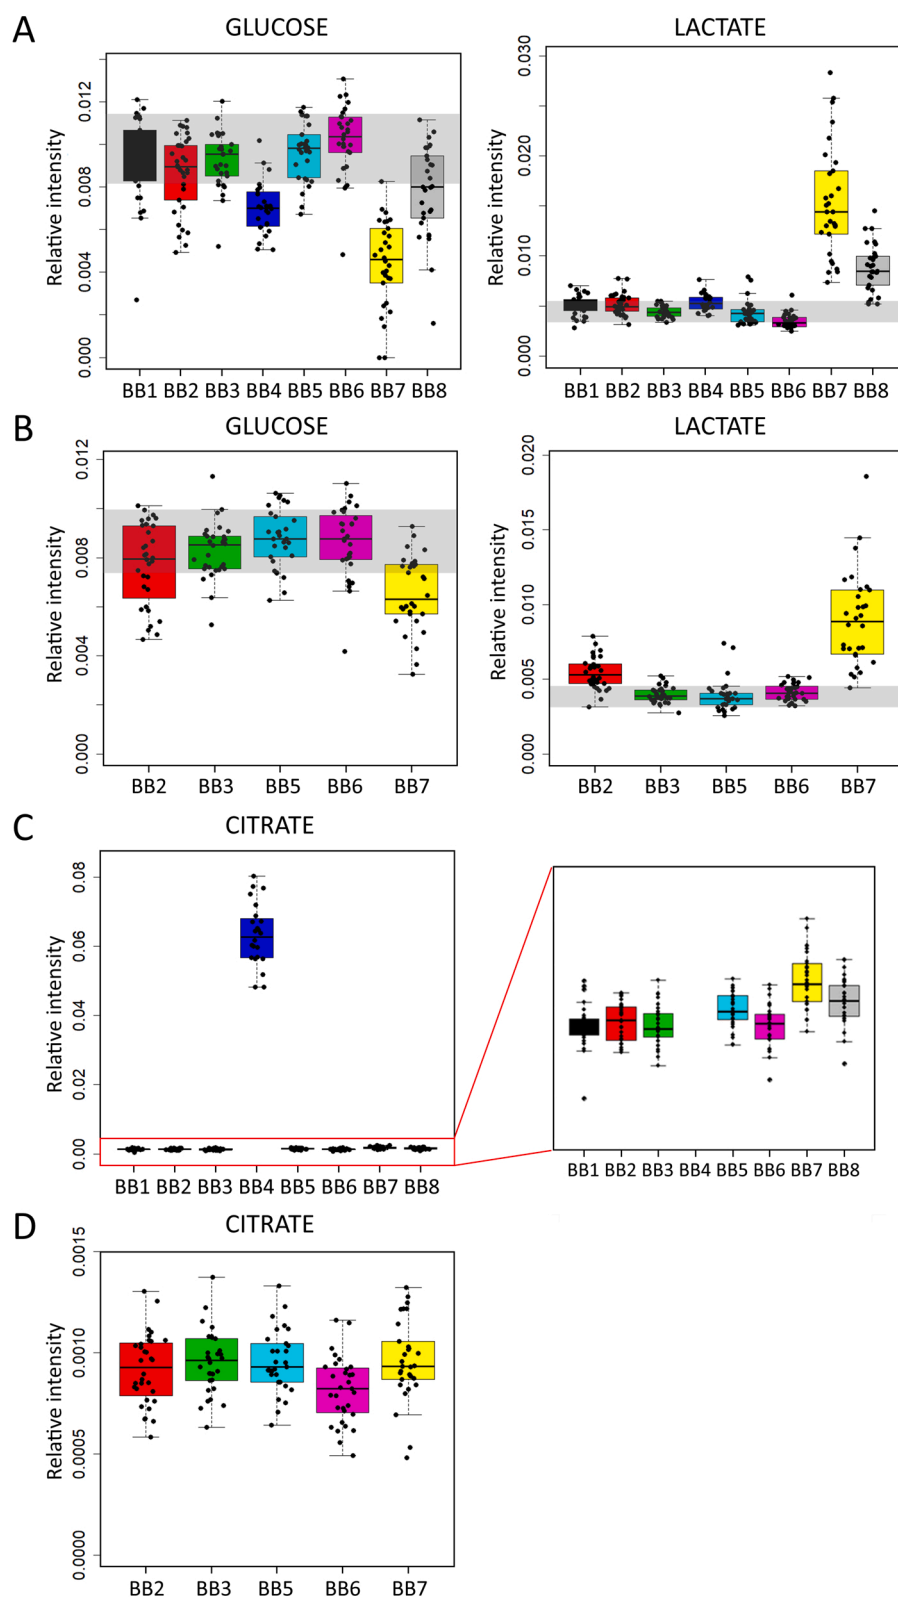 A
GLUCOSE
LACTATE
Relative intensity
0.012
0.008
0.004
0.000
BB1 BB2 BB3 BB4 BB5 BB6 BB7 BB8
Relative intensity
0.030
0.020
0.010
0.000
BB1 BB2 BB3 BB4 BB5 BB6 BB7 BB8
B
GLUCOSE
LACTATE
Relative intensity
0.012
0.008
0.004
0.000
BB2 BB3 BB5 BB6 BB7
Relative intensity
0.020
0.015
0.010
0.005
0.000
BB2 BB3 BB5 BB6 BB7
C
CITRATE
Relative intensity
0.08
0.06
0.04
0.02
0.00
BB1 BB2 BB3 BB4 BB5 BB6 BB7 BB8
BB1 BB2 BB3 BB4 BB5 BB6 BB7 BB8
D
CITRATE
Relative intensity
0.0015
0.0010
0.0005
0.0000
BB2 BB3 BB5 BB6 BB7